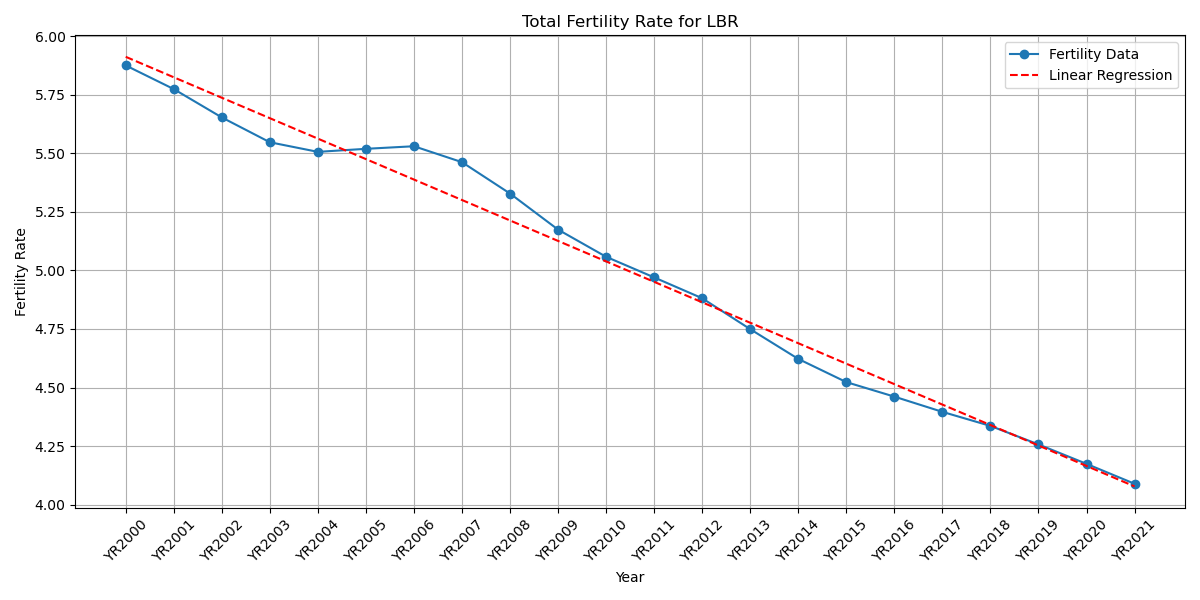 Total Fertility Rate for LBR
Fertility Data
Linear Regression
Fertility Rate
6.00
5.75
5.50
5.25
5.00
4.75
4.50
4.25
4.00
YR2000
YR2001
YR2002
YR2003
YR2004
YR2005
YR2006
YR2007
YR2008
YR2009
YR2010
YR2011
YR2012
YR2013
YR2014
YR2015
YR2016
YR2017
YR2018
YR2019
YR2020
YR2021
Year